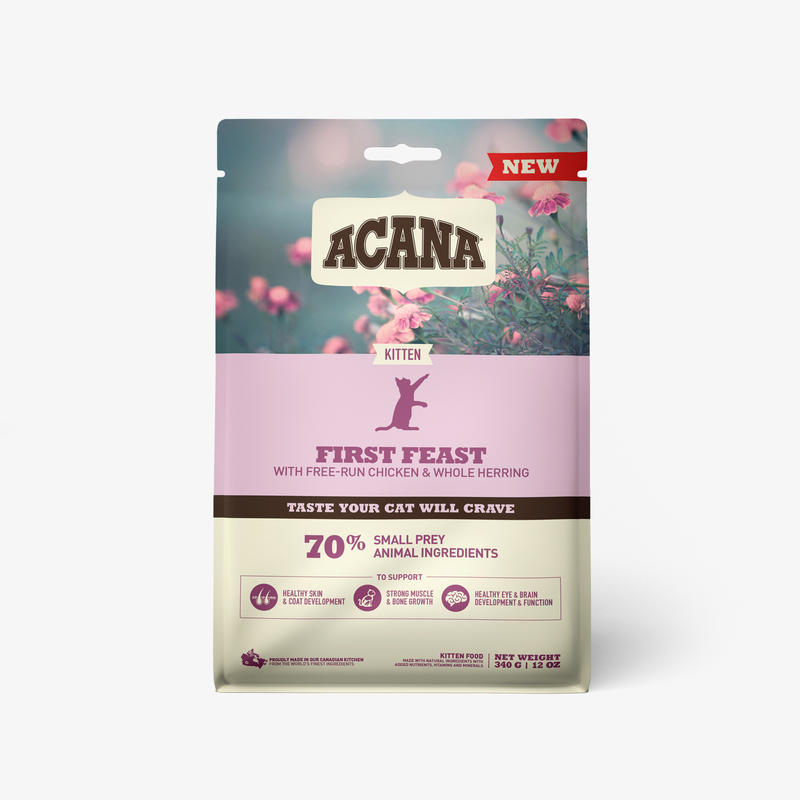 NEW
ACANA
KITTEN
FIRST FEAST
WITH FREE-RUN CHICKEN & WHOLE HERRING
TASTE YOUR CAT WILL CRAVE
70% SMALL PREY
ANIMAL INGREDIENTS
TO SUPPORT
HEALTHY SKIN
& COAT DEVELOPMENT
STRONG MUSCLE
& BONE GROWTH
HEALTHY EYE & BRAIN
DEVELOPMENT & FUNCTION
PROUDLY MADE IN OUR CANADIAN KITCHEN
FROM THE WORLD'S FINEST INGREDIENTS
KITTEN FOOD
MADE WITH NATURAL INGREDIENTS WITH
ADDED NUTRIENTS, VITAMINS AND MINERALS
NET WEIGHT
340 G | 12 OZ